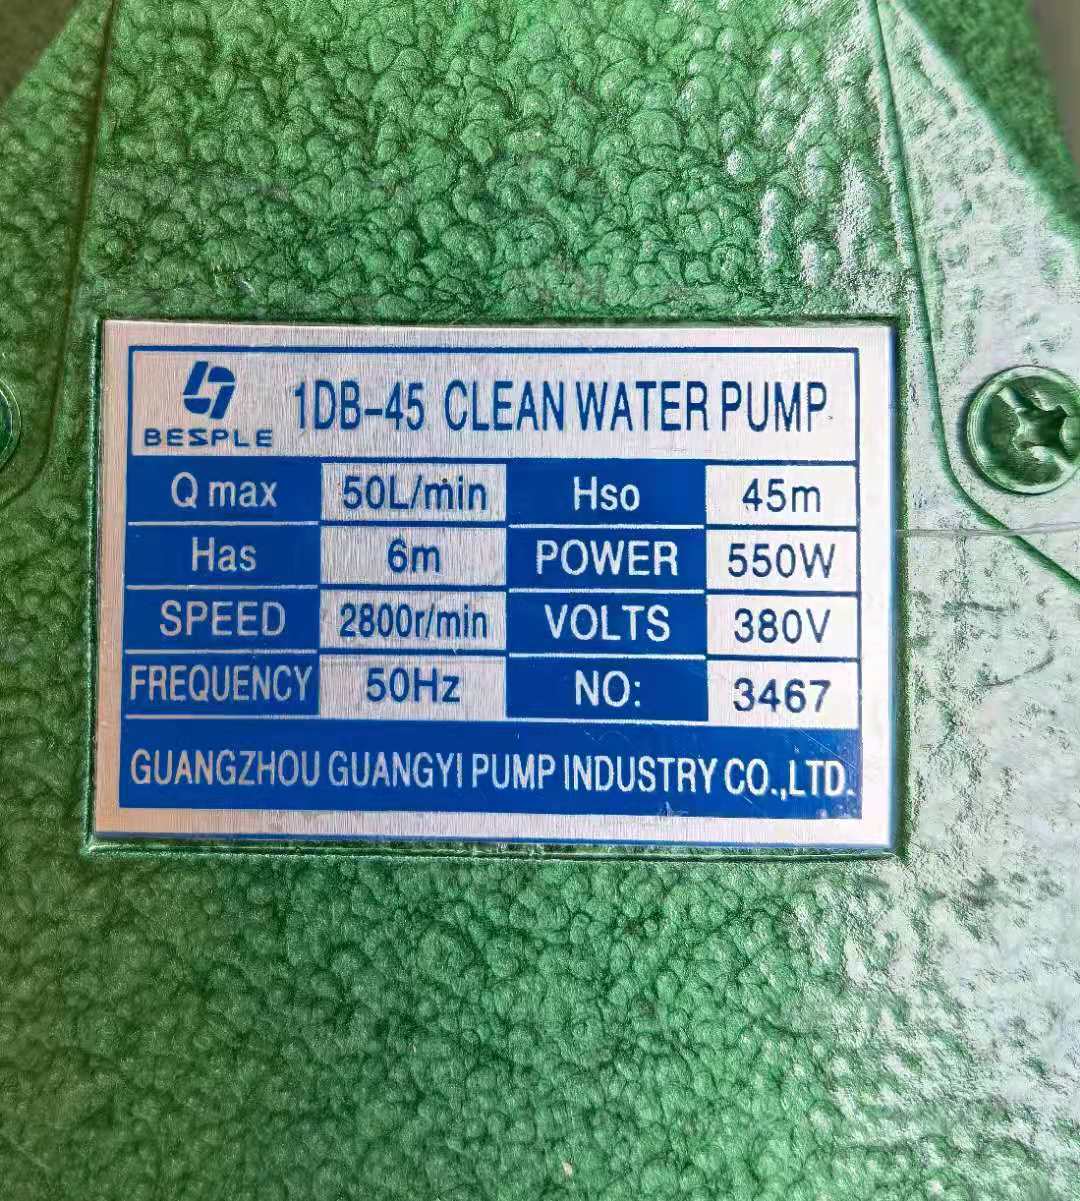 BESPLE
1DB-45 CLEAN WATER PUMP
Q max 50L/min Hso 45m
Has 6m POWER 550W
SPEED 2800r/min VOLTS 380V
FREQUENCY 50Hz NO: 3467
GUANGZHOU GUANGYI PUMP INDUSTRY CO.,LTD.